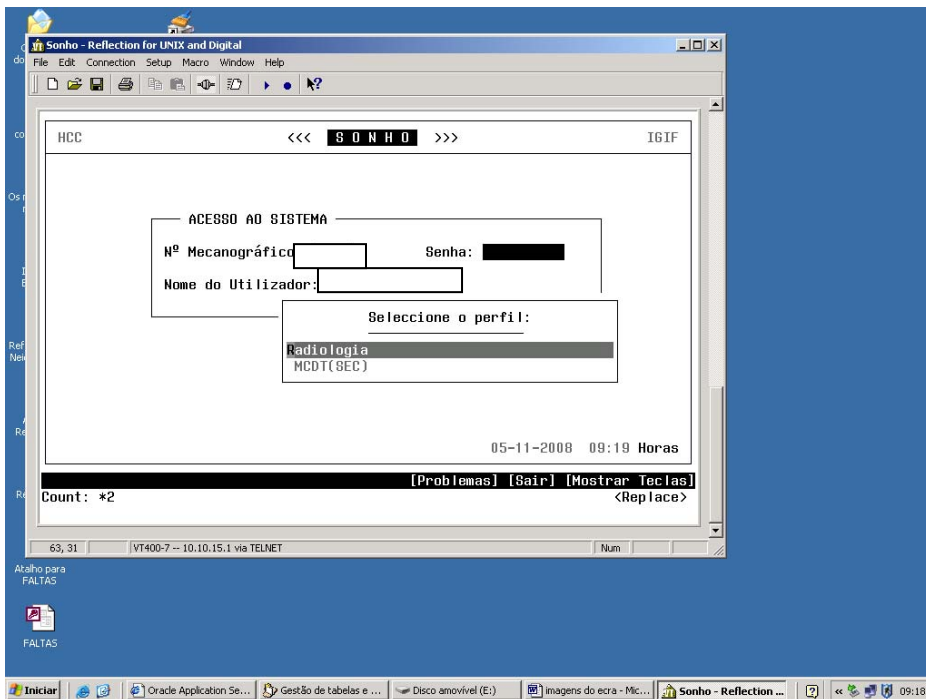 Sonho - Reflection for UNIX and Digital
File Edit Connection Setup Macro Window Help
HCC <<< S O N H O >>> IGIF
ACESSO AO SISTEMA
Nº Mecanográfico Senha:
Nome do Utilizador:
Seleccione o perfil:
Radiologia
MCDT(SEC)
05-11-2008 09:19 Horas
[Problemas] [Sair] [Mostrar Teclas]
Count: *2 <Replace>
63, 31 VT400-7 -- 10.10.15.1 via TELNET Num
Atalho para
FALTAS
FALTAS
Iniciar Oracle Application Se... Gestão de tabelas e ... Disco amovível (E:) imagens do ecra - Mic... Sonho - Reflection ... « 09:18